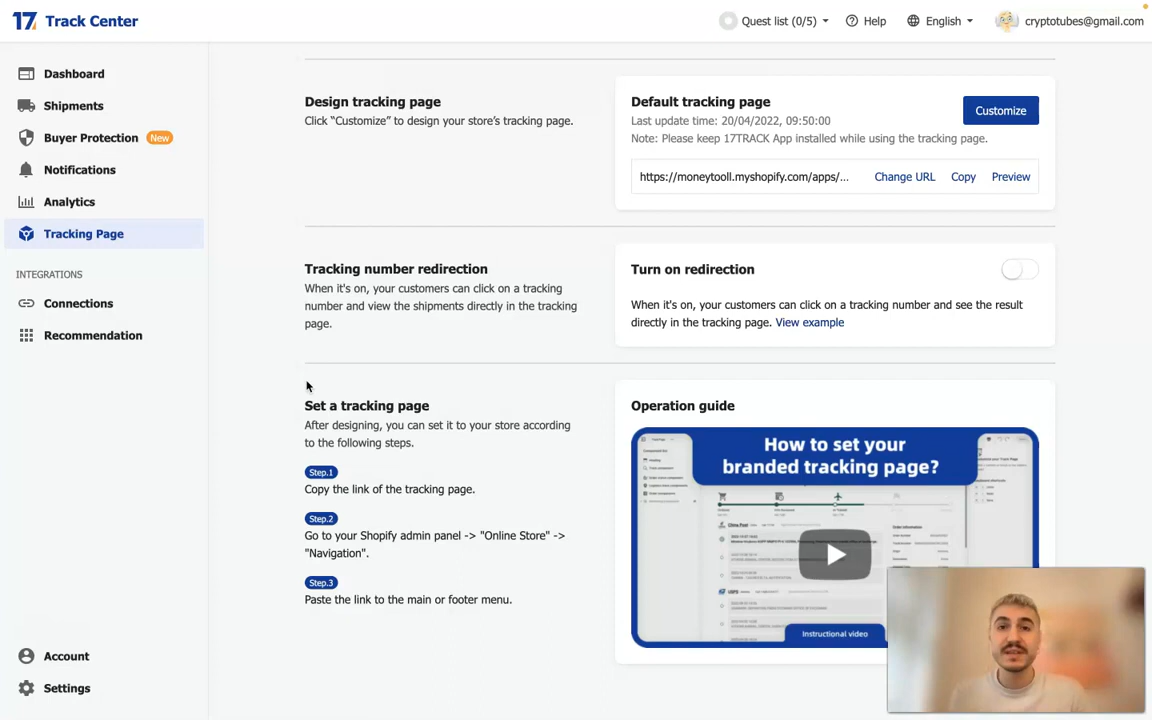 17 Track Center
Quest list (0/5)
Help
English
cryptotubes@gmail.com
Dashboard
Shipments
Buyer Protection New
Notifications
Analytics
Tracking Page
INTEGRATIONS
Connections
Recommendation
Account
Settings
Design tracking page
Click “Customize” to design your store’s tracking page.
Default tracking page
Last update time: 20/04/2022, 09:50:00
Note: Please keep 17TRACK App installed while using the tracking page.
Customize
https://moneytooll.myshopify.com/apps/...
Change URL
Copy
Preview
Tracking number redirection
When it's on, your customers can click on a tracking
number and view the shipments directly in the tracking
page.
Turn on redirection
When it's on, your customers can click on a tracking number and see the result
directly in the tracking page. View example
Set a tracking page
After designing, you can set it to your store according
to the following steps.
Step.1
Copy the link of the tracking page.
Step.2
Go to your Shopify admin panel -> "Online Store" ->
"Navigation".
Step.3
Paste the link to the main or footer menu.
Operation guide
How to set your
branded tracking page?
China Post
USPS
Order information
Instructional video